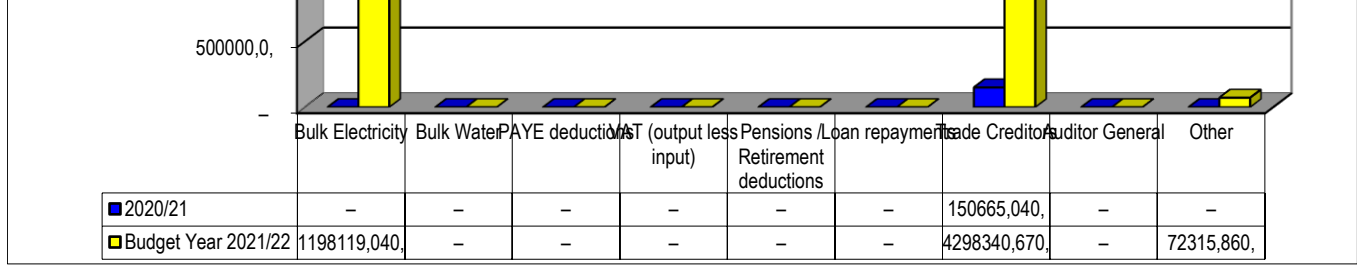 500000,0,
–
Bulk Electricity Bulk Water PAYE deductions VAT (output less input) Pensions / Retirement deductions Loan repayments Trade Creditors Auditor General Other
2020/21 – – – – – – 150665,040, – –
Budget Year 2021/22 1198119,040, – – – – – 4298340,670, – 72315,860,